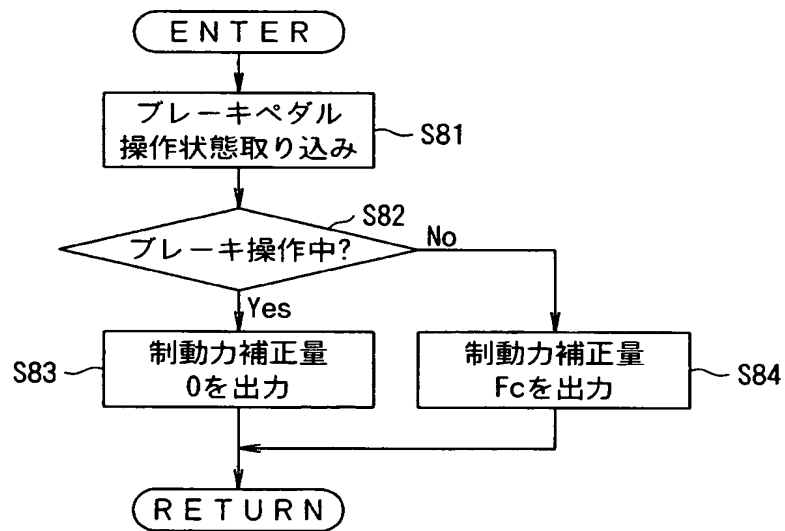 ENTER
ブレーキペダル
操作状態取り込み
S81
S82
ブレーキ操作中?
No
Yes
制動力補正量
0を出力
S83
制動力補正量
Fcを出力
S84
RETURN